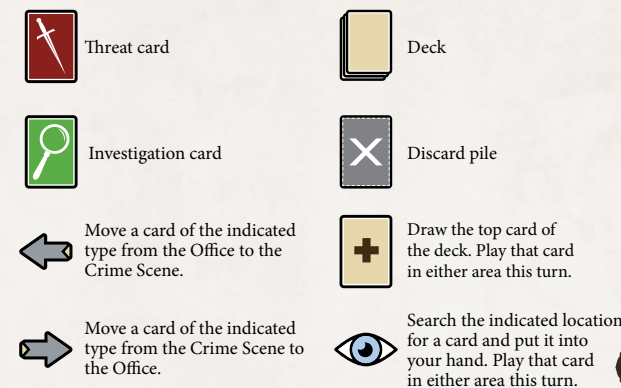 Threat card
Deck
Investigation card
Discard pile
Move a card of the indicated
type from the Office to the
Crime Scene.
Draw the top card of
the deck. Play that card
in either area this turn.
Move a card of the indicated
type from the Crime Scene to
the Office.
Search the indicated location
for a card and put it into
your hand. Play that card
in either area this turn.